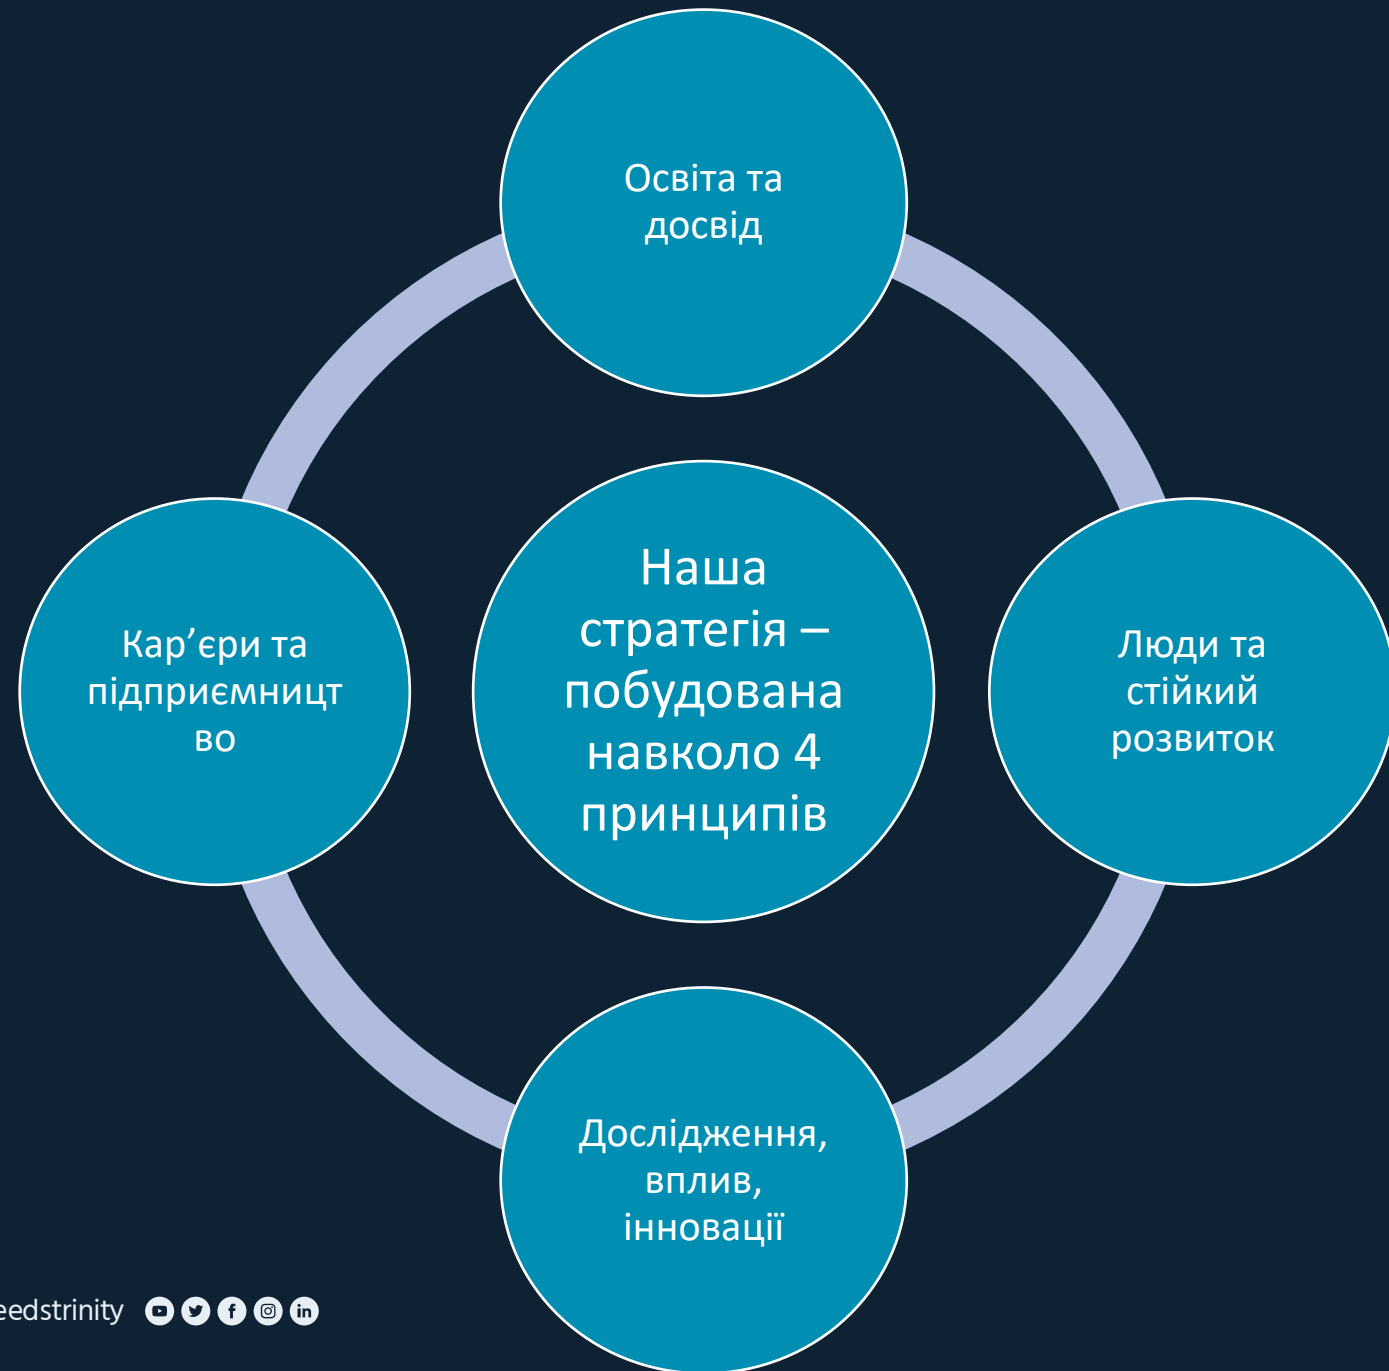 Освіта та
досвід
Наша
стратегія –
побудована
навколо 4
принципів
Кар’єри та
підприємницт
во
Люди та
стійкий
розвиток
Дослідження,
вплив,
інновації
eedstrinity